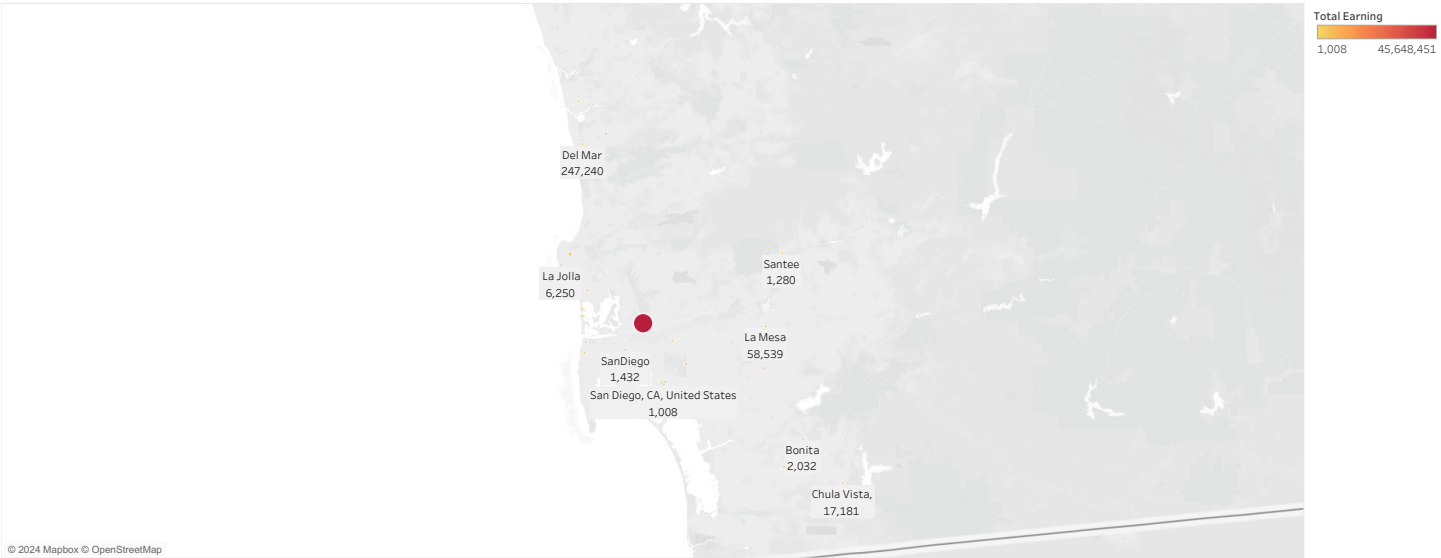 Total Earning
1,008 45,648,451
Del Mar
247,240
La Jolla
6,250
Santee
1,280
La Mesa
58,539
SanDiego
1,432
San Diego, CA, United States
1,008
Bonita
2,032
Chula Vista,
17,181
© 2024 Mapbox © OpenStreetMap